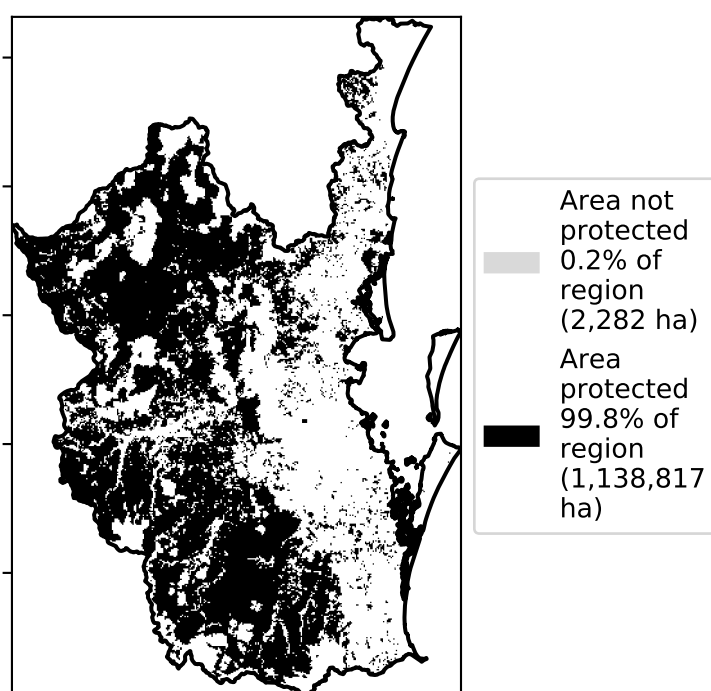 Area not
protected
0.2% of
region
(2,282 ha)
Area
protected
99.8% of
region
(1,138,817
ha)